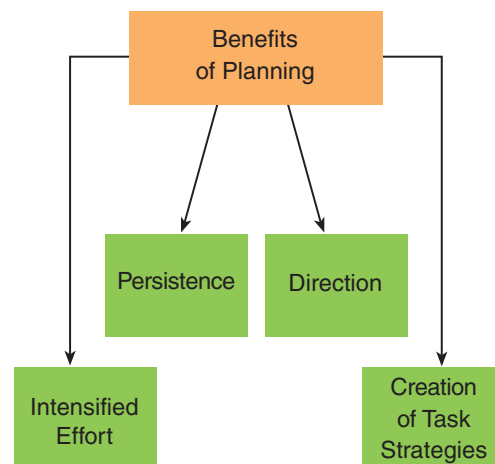 Benefits
of Planning
Persistence
Direction
Intensified
Effort
Creation
of Task
Strategies